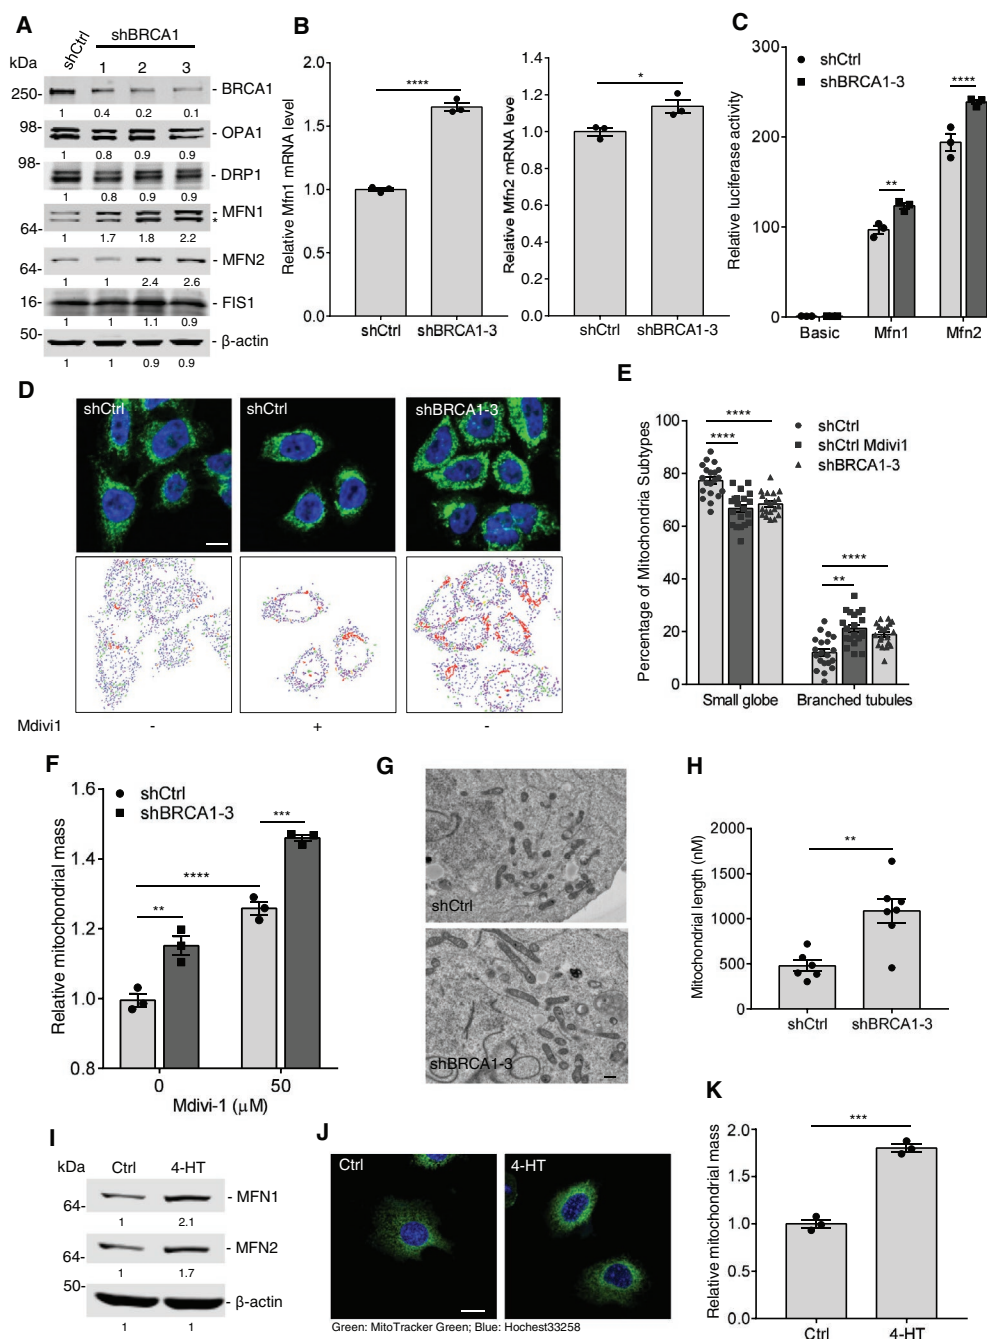 A
shCtrl
shBRCA1
kDa
1 2 3
250-
- BRCA1
1 0.4 0.2 0.1
98-
- OPA1
1 0.8 0.9 0.9
98-
- DRP1
1 0.8 0.9 0.9
- MFN1
*
64-
1 1.7 1.8 2.2
- MFN2
64-
1 1 2.4 2.6
16-
- FIS1
1 1 1.1 0.9
50-
- β-actin
1 1 0.9 0.9
B
Relative Mfn1 mRNA level
2.0
1.5
1.0
0.5
0.0
****
shCtrl shBRCA1-3
Relative Mfn2 mRNA leve
1.4
1.2
1.0
0.8
0.6
0.4
0.2
0.0
*
shCtrl shBRCA1-3
C
Relative luciferase activity
300
200
100
0
shCtrl
shBRCA1-3
**
****
Basic Mfn1 Mfn2
D
shCtrl
shCtrl
shBRCA1-3
Mdivi1 - + -
E
Percentage of Mitochondria Subtypes
100
80
60
40
20
0
shCtrl
shCtrl Mdivi1
shBRCA1-3
****
****
****
**
Small globe Branched tubules
F
Relative mitochondrial mass
1.6
1.4
1.2
1.0
0.8
shCtrl
shBRCA1-3
***
****
**
0 50
Mdivi-1 (μM)
G
shCtrl
shBRCA1-3
H
Mitochondrial length (nM)
2000
1500
1000
500
0
**
shCtrl shBRCA1-3
I
kDa
Ctrl 4-HT
64-
- MFN1
1 2.1
64-
- MFN2
1 1.7
50-
- β-actin
1 1
J
Ctrl
4-HT
Green: MitoTracker Green; Blue: Hochest33258
K
Relative mitochondrial mass
2.0
1.5
1.0
0.5
0.0
***
Ctrl 4-HT